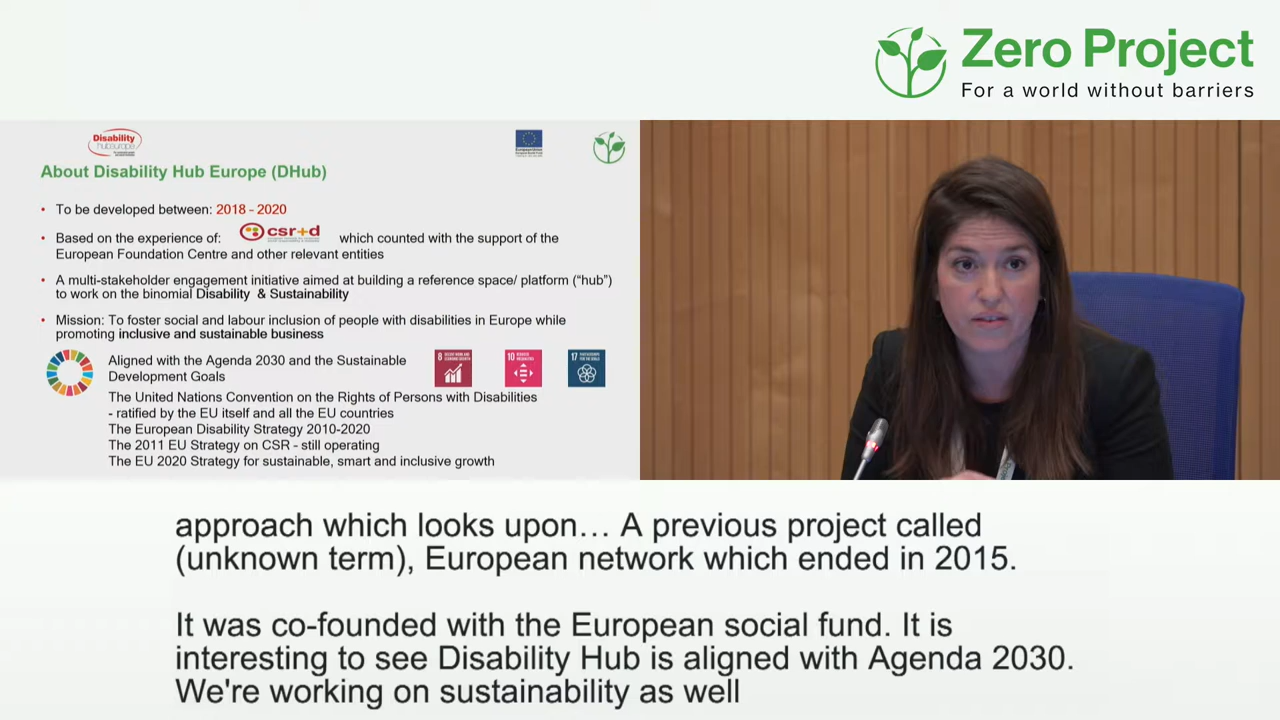 Zero Project
For a world without barriers
Disability
hubeurope
About Disability Hub Europe (DHub)
• To be developed between: 2018 - 2020
• Based on the experience of: csr+d which counted with the support of the
European Foundation Centre and other relevant entities
• A multi-stakeholder engagement initiative aimed at building a reference space/ platform (“hub”)
to work on the binomial Disability & Sustainability
• Mission: To foster social and labour inclusion of people with disabilities in Europe while
promoting inclusive and sustainable business
Aligned with the Agenda 2030 and the Sustainable
Development Goals
8
10
17
The United Nations Convention on the Rights of Persons with Disabilities
- ratified by the EU itself and all the EU countries
The European Disability Strategy 2010-2020
The 2011 EU Strategy on CSR - still operating
The EU 2020 Strategy for sustainable, smart and inclusive growth
approach which looks upon... A previous project called
(unknown term), European network which ended in 2015.
It was co-founded with the European social fund. It is
interesting to see Disability Hub is aligned with Agenda 2030.
We're working on sustainability as well